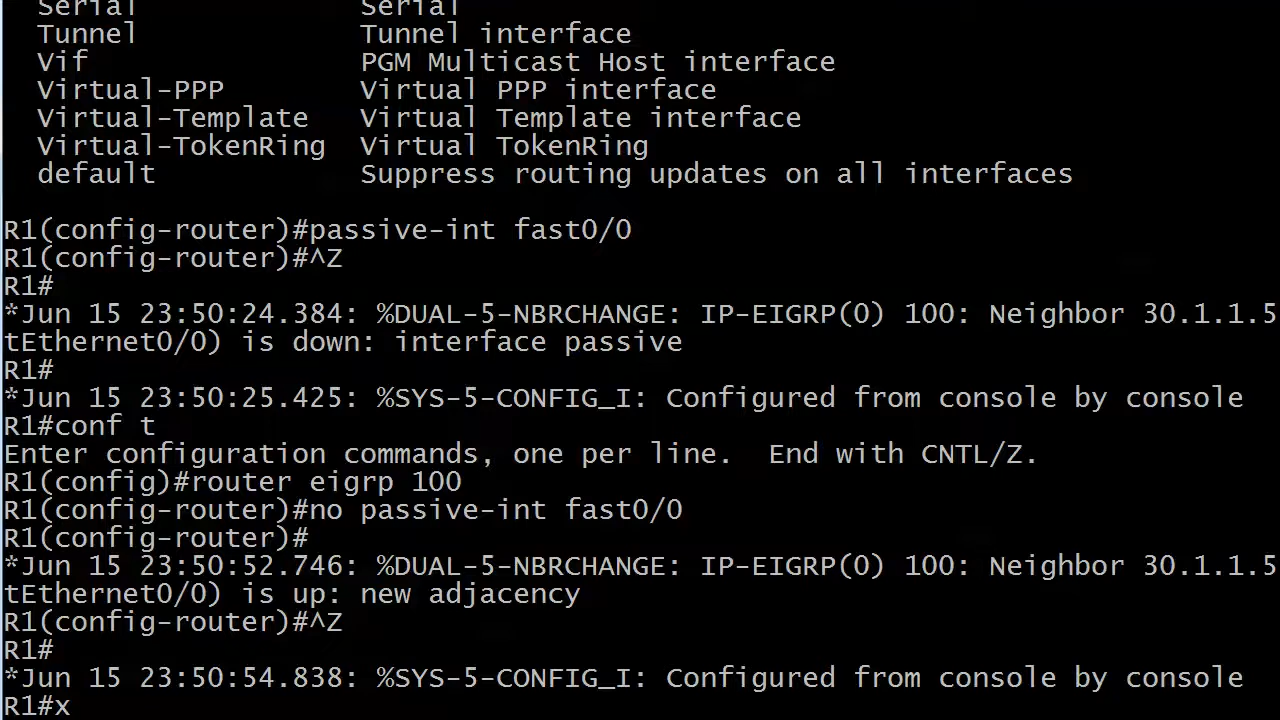 Serial Serial
Tunnel Tunnel interface
Vif PGM Multicast Host interface
Virtual-PPP Virtual PPP interface
Virtual-Template Virtual Template interface
Virtual-TokenRing Virtual TokenRing
default Suppress routing updates on all interfaces
R1(config-router)#passive-int fast0/0
R1(config-router)#^Z
R1#
*Jun 15 23:50:24.384: %DUAL-5-NBRCHANGE: IP-EIGRP(0) 100: Neighbor 30.1.1.5
tEthernet0/0) is down: interface passive
R1#
*Jun 15 23:50:25.425: %SYS-5-CONFIG_I: Configured from console by console
R1#conf t
Enter configuration commands, one per line.  End with CNTL/Z.
R1(config)#router eigrp 100
R1(config-router)#no passive-int fast0/0
R1(config-router)#
*Jun 15 23:50:52.746: %DUAL-5-NBRCHANGE: IP-EIGRP(0) 100: Neighbor 30.1.1.5
tEthernet0/0) is up: new adjacency
R1(config-router)#^Z
R1#
*Jun 15 23:50:54.838: %SYS-5-CONFIG_I: Configured from console by console
R1#x